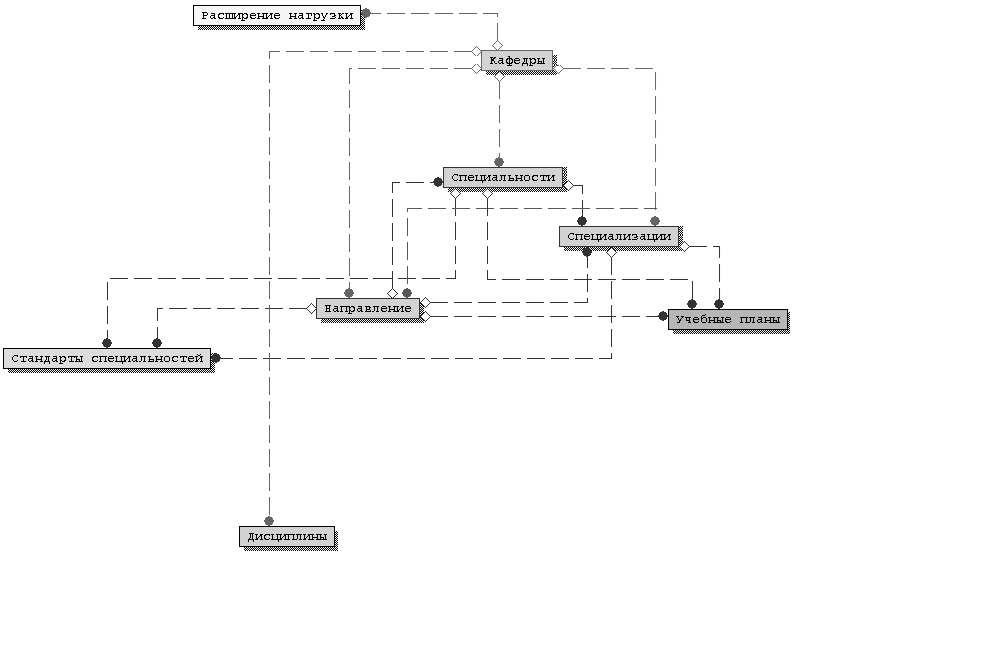 Расширение нагрузки
Кафедры
Специальности
Специализации
Направление
Учебные планы
Стандарты специальностей
Дисциплины